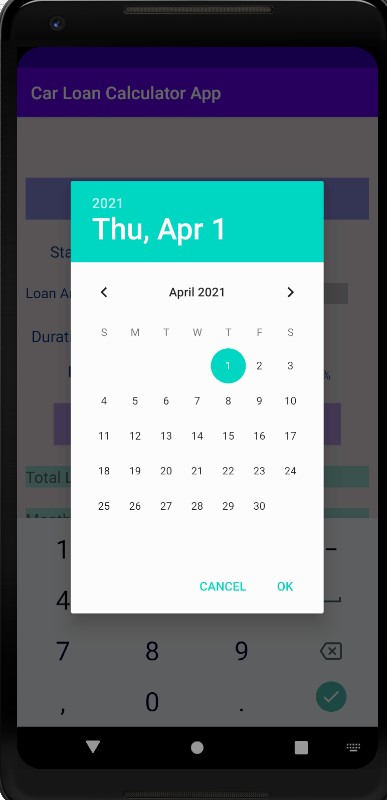 Car Loan Calculator App
2021
Thu, Apr 1
Sta
April 2021
Loan A
S M T W T F S
Durati
1 2 3
%
4 5 6 7 8 9 10
11 12 13 14 15 16 17
Total L
18 19 20 21 22 23 24
25 26 27 28 29 30
1 -
CANCEL OK
4
7 8 9
, 0 .